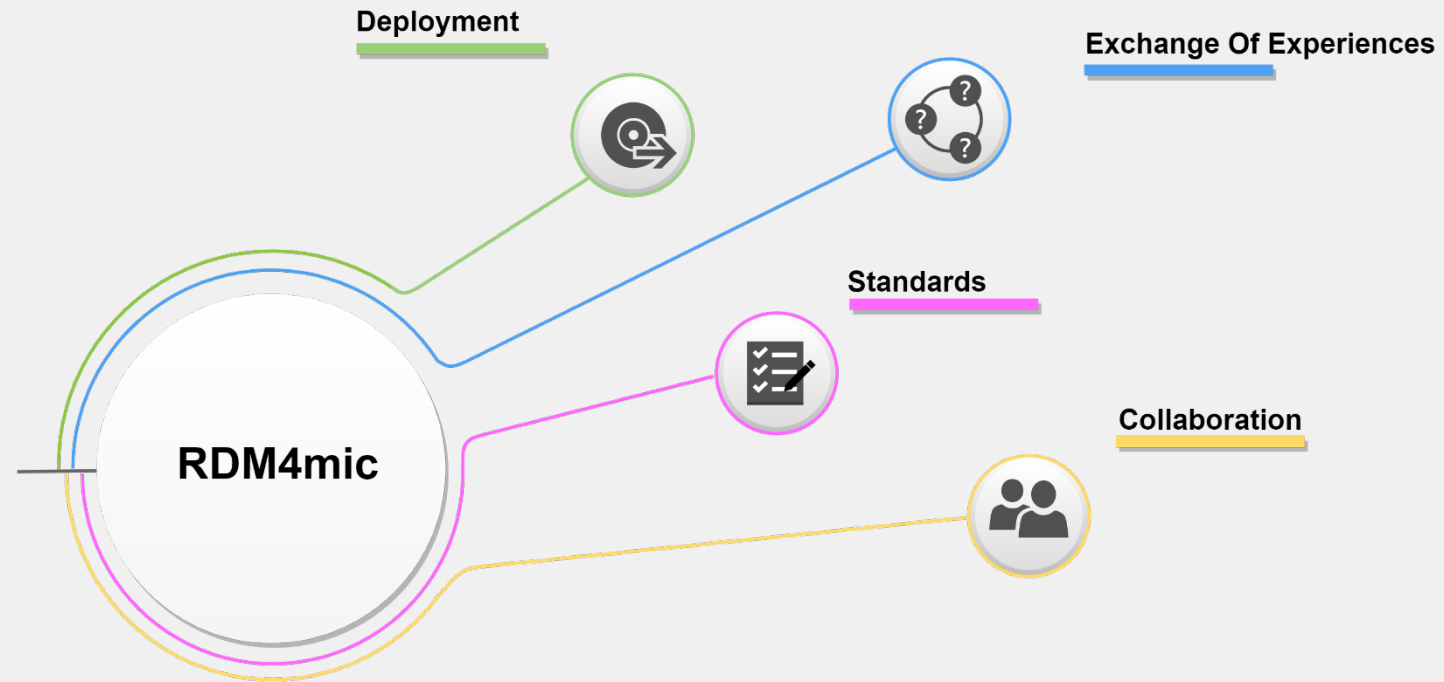 Deployment
Exchange Of Experiences
? 
?
?
Standards
Collaboration
RDM4mic